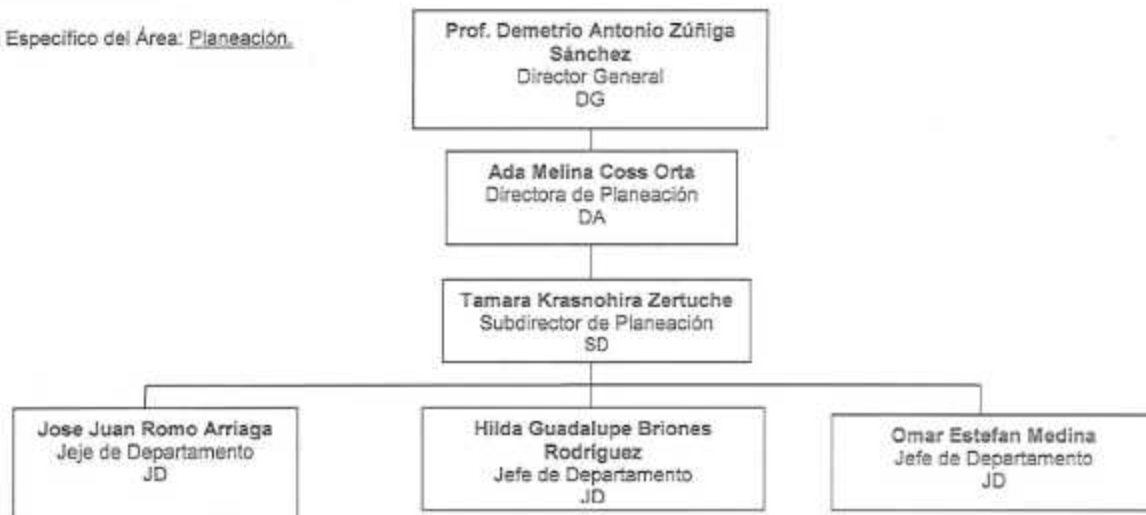 Específico del Área: Planeación.
Prof. Demetrio Antonio Zúñiga
Sánchez
Director General
DG
Ada Melina Coss Orta
Directora de Planeación
DA
Tamara Krasnohira Zertuche
Subdirector de Planeación
SD
Jose Juan Romo Arriaga
Jeje de Departamento
JD
Hilda Guadalupe Briones
Rodríguez
Jefe de Departamento
JD
Omar Estefan Medina
Jefe de Departamento
JD